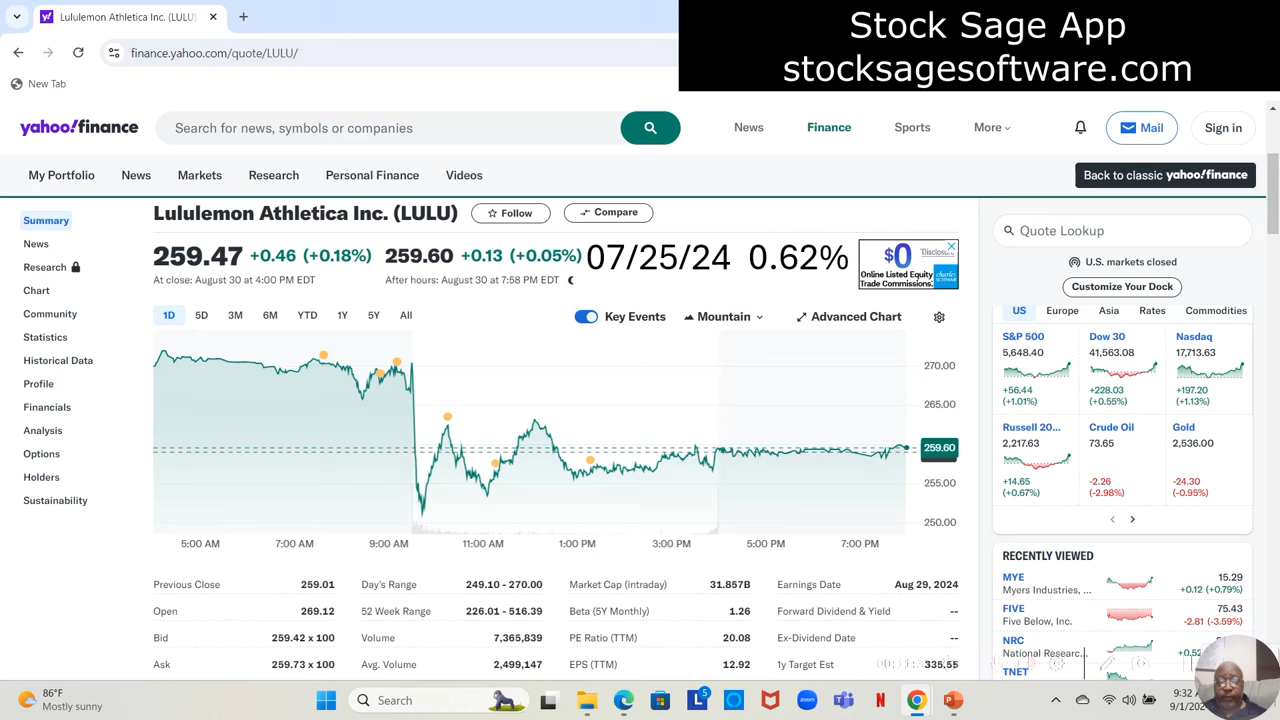 Lululemon Athletica Inc. (LULU)
Stock Sage App
stocksagesoftware.com
finance.yahoo.com/quote/LULU/
New Tab
yahoo!finance
Search for news, symbols or companies
News
Finance
Sports
More
Mail
Sign in
My Portfolio
News
Markets
Research
Personal Finance
Videos
Back to classic yahoo!finance
Summary
News
Research
Chart
Community
Statistics
Historical Data
Profile
Financials
Analysis
Options
Holders
Sustainability
Lululemon Athletica Inc. (LULU)
Follow
Compare
259.47 +0.46 (+0.18%)
At close: August 30 at 4:00 PM EDT
259.60 +0.13 (+0.05%)
After hours: August 30 at 7:58 PM EDT
07/25/24 0.62%
$0
Disclosure
Online Listed Equity
Trade Commissions.
charles
SCHWAB
1D 5D 3M 6M YTD 1Y 5Y All
Key Events
Mountain
Advanced Chart
270.00
265.00
259.60
255.00
250.00
5:00 AM 7:00 AM 9:00 AM 11:00 AM 1:00 PM 3:00 PM 5:00 PM 7:00 PM
Previous Close 259.01
Open 269.12
Bid 259.42 x 100
Ask 259.73 x 100
Day's Range 249.10 - 270.00
52 Week Range 226.01 - 516.39
Volume 7,365,839
Avg. Volume 2,499,147
Market Cap (intraday) 31.857B
Beta (5Y Monthly) 1.26
PE Ratio (TTM) 20.08
EPS (TTM) 12.92
Earnings Date Aug 29, 2024
Forward Dividend & Yield --
Ex-Dividend Date --
1y Target Est 335.55
Quote Lookup
U.S. markets closed
Customize Your Dock
US Europe Asia Rates Commodities
S&P 500
5,648.40
+56.44
(+1.01%)
Dow 30
41,563.08
+228.03
(+0.55%)
Nasdaq
17,713.63
+197.20
(+1.13%)
Russell 20...
2,217.63
+14.65
(+0.67%)
Crude Oil
73.65
-2.26
(-2.98%)
Gold
2,536.00
-24.30
(-0.95%)
RECENTLY VIEWED
MYE 15.29
Myers Industries, ... +0.12 (+0.79%)
FIVE 75.43
Five Below, Inc. -2.81 (-3.59%)
NRC
National Researc...
TNET
86°F
Mostly sunny
Search
5
9:32
9/1/2024